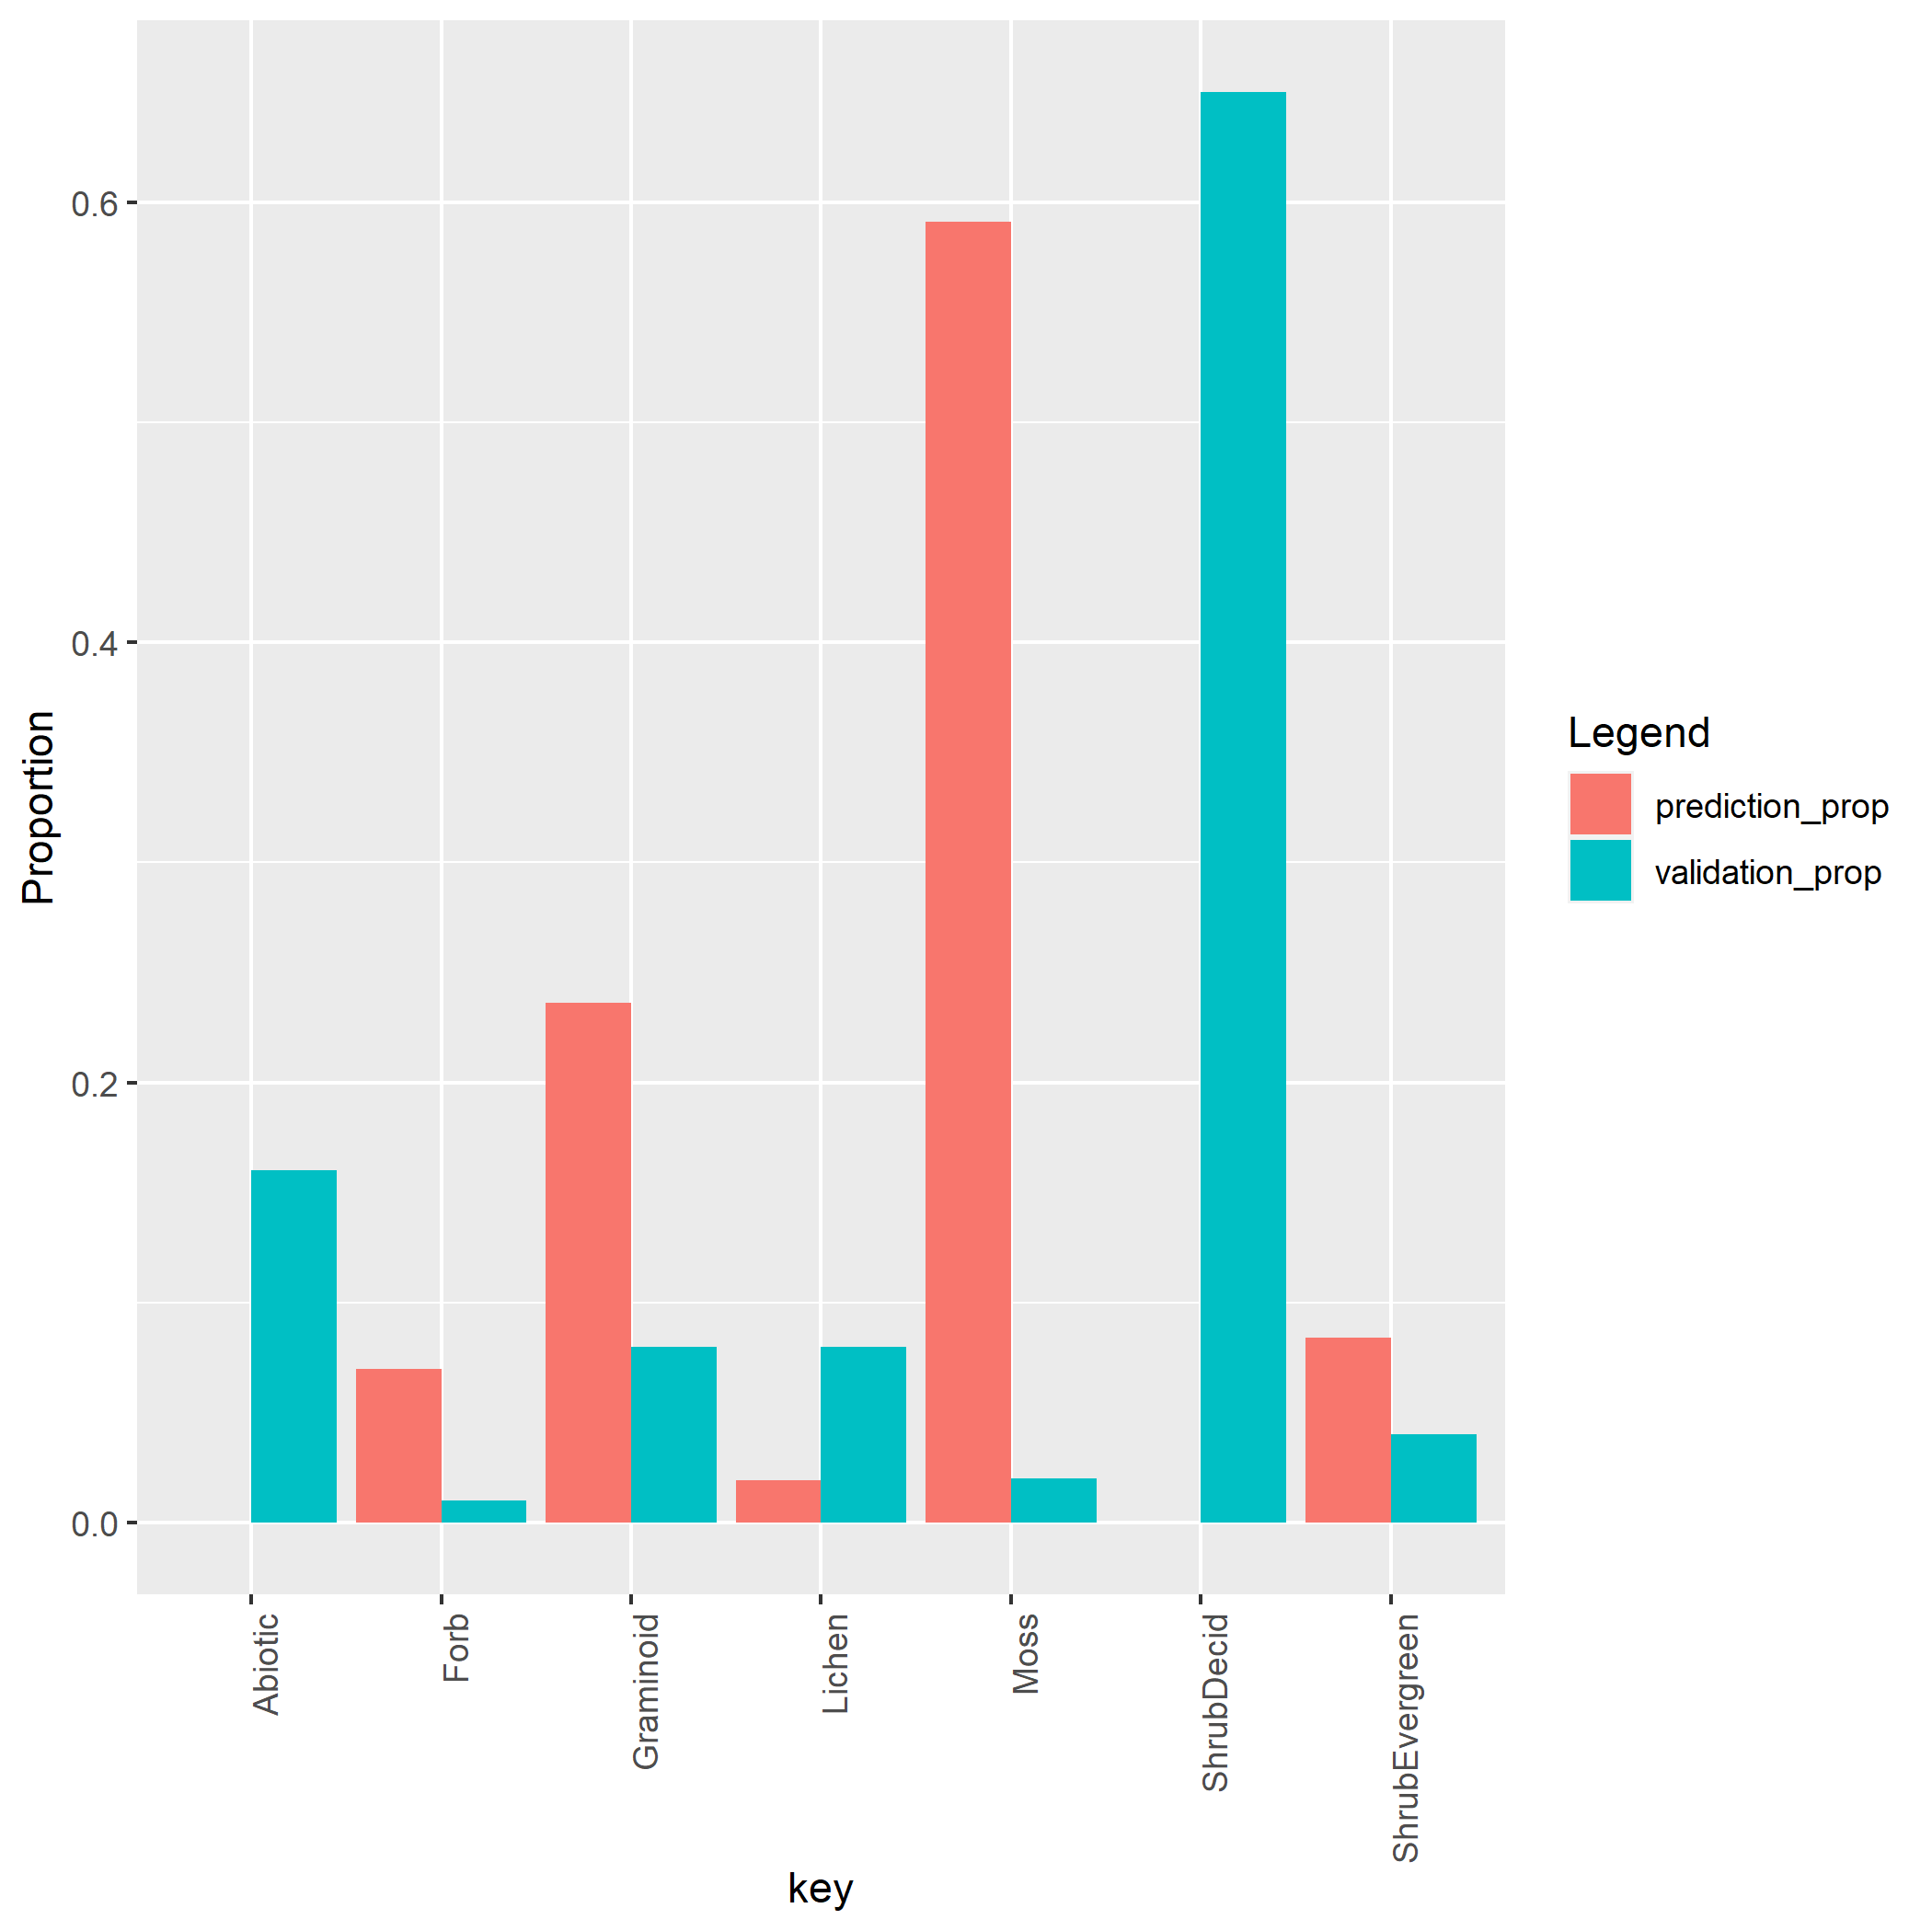 Proportion
0.6
0.4
0.2
0.0
Abiotic
Forb
Graminoid
Lichen
Moss
ShrubDecid
ShrubEvergreen
key
Legend
prediction_prop
validation_prop